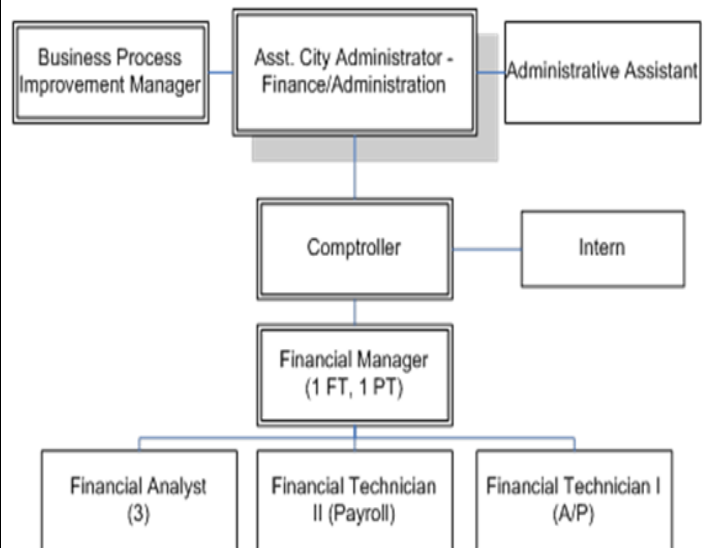 Business Process
Improvement Manager
Asst. City Administrator -
Finance/Administration
Administrative Assistant
Comptroller
Intern
Financial Manager
(1 FT, 1 PT)
Financial Analyst
(3)
Financial Technician
II (Payroll)
Financial Technician I
(A/P)